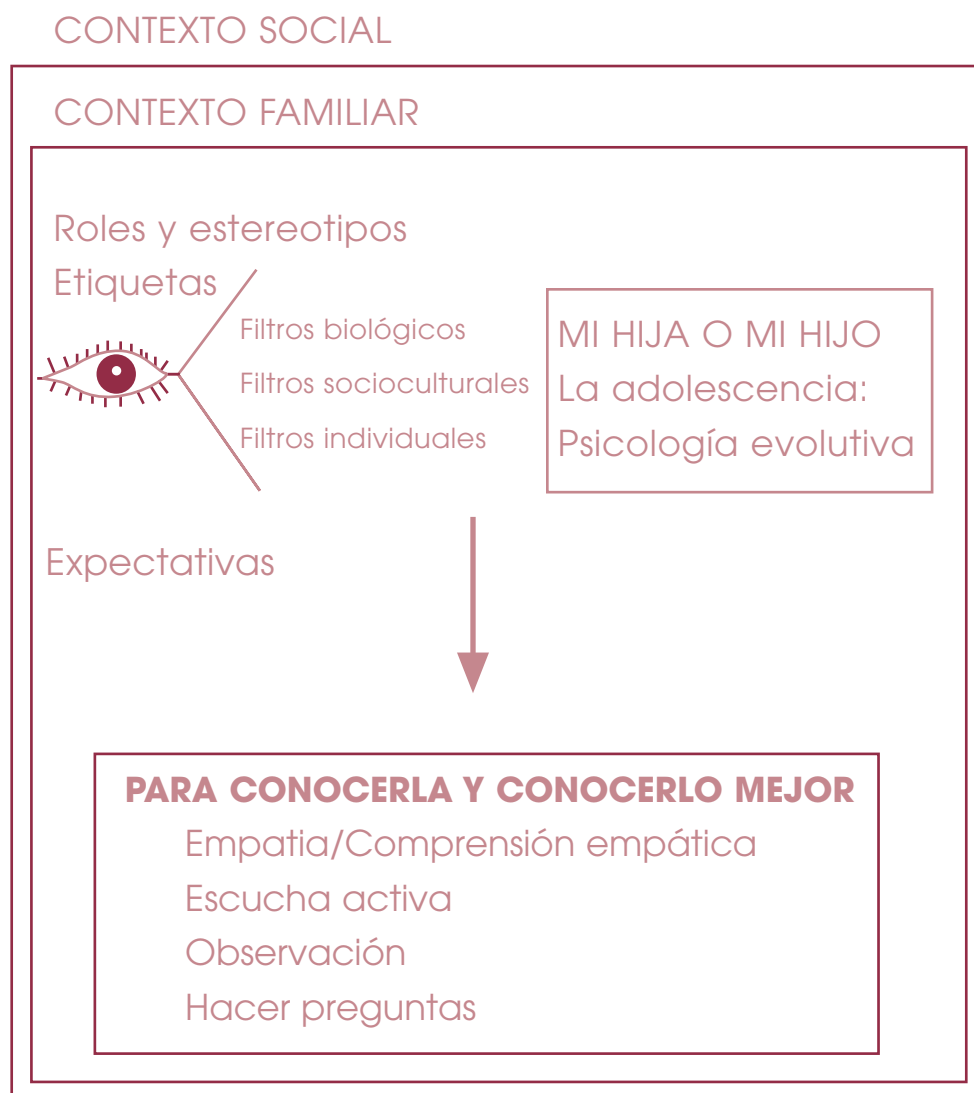 CONTEXTO SOCIAL
CONTEXTO FAMILIAR
Roles y estereotipos
Etiquetas
Filtros biológicos
Filtros socioculturales
Filtros individuales
MI HIJA O MI HIJO
La adolescencia:
Psicología evolutiva
Expectativas
PARA CONOCERLA Y CONOCERLO MEJOR
Empatia/Comprensión empática
Escucha activa
Observación
Hacer preguntas